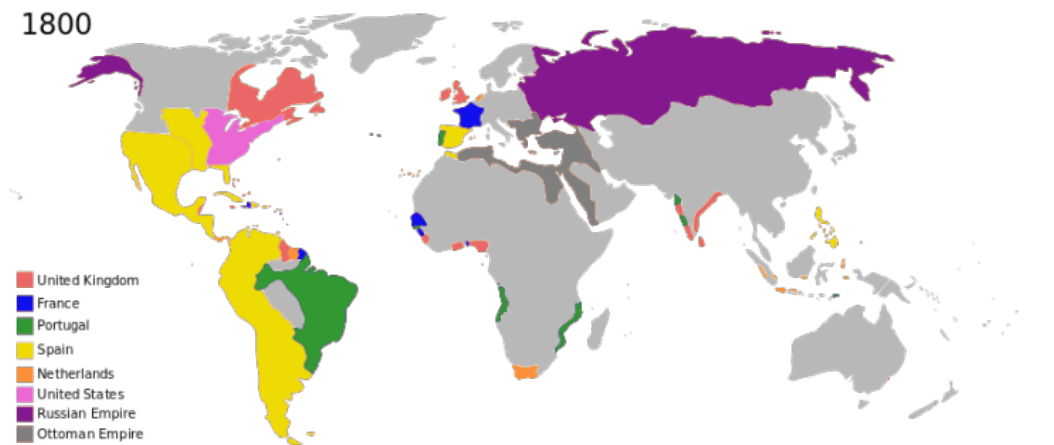 1800
United Kingdom
France
Portugal
Spain
Netherlands
United States
Russian Empire
Ottoman Empire